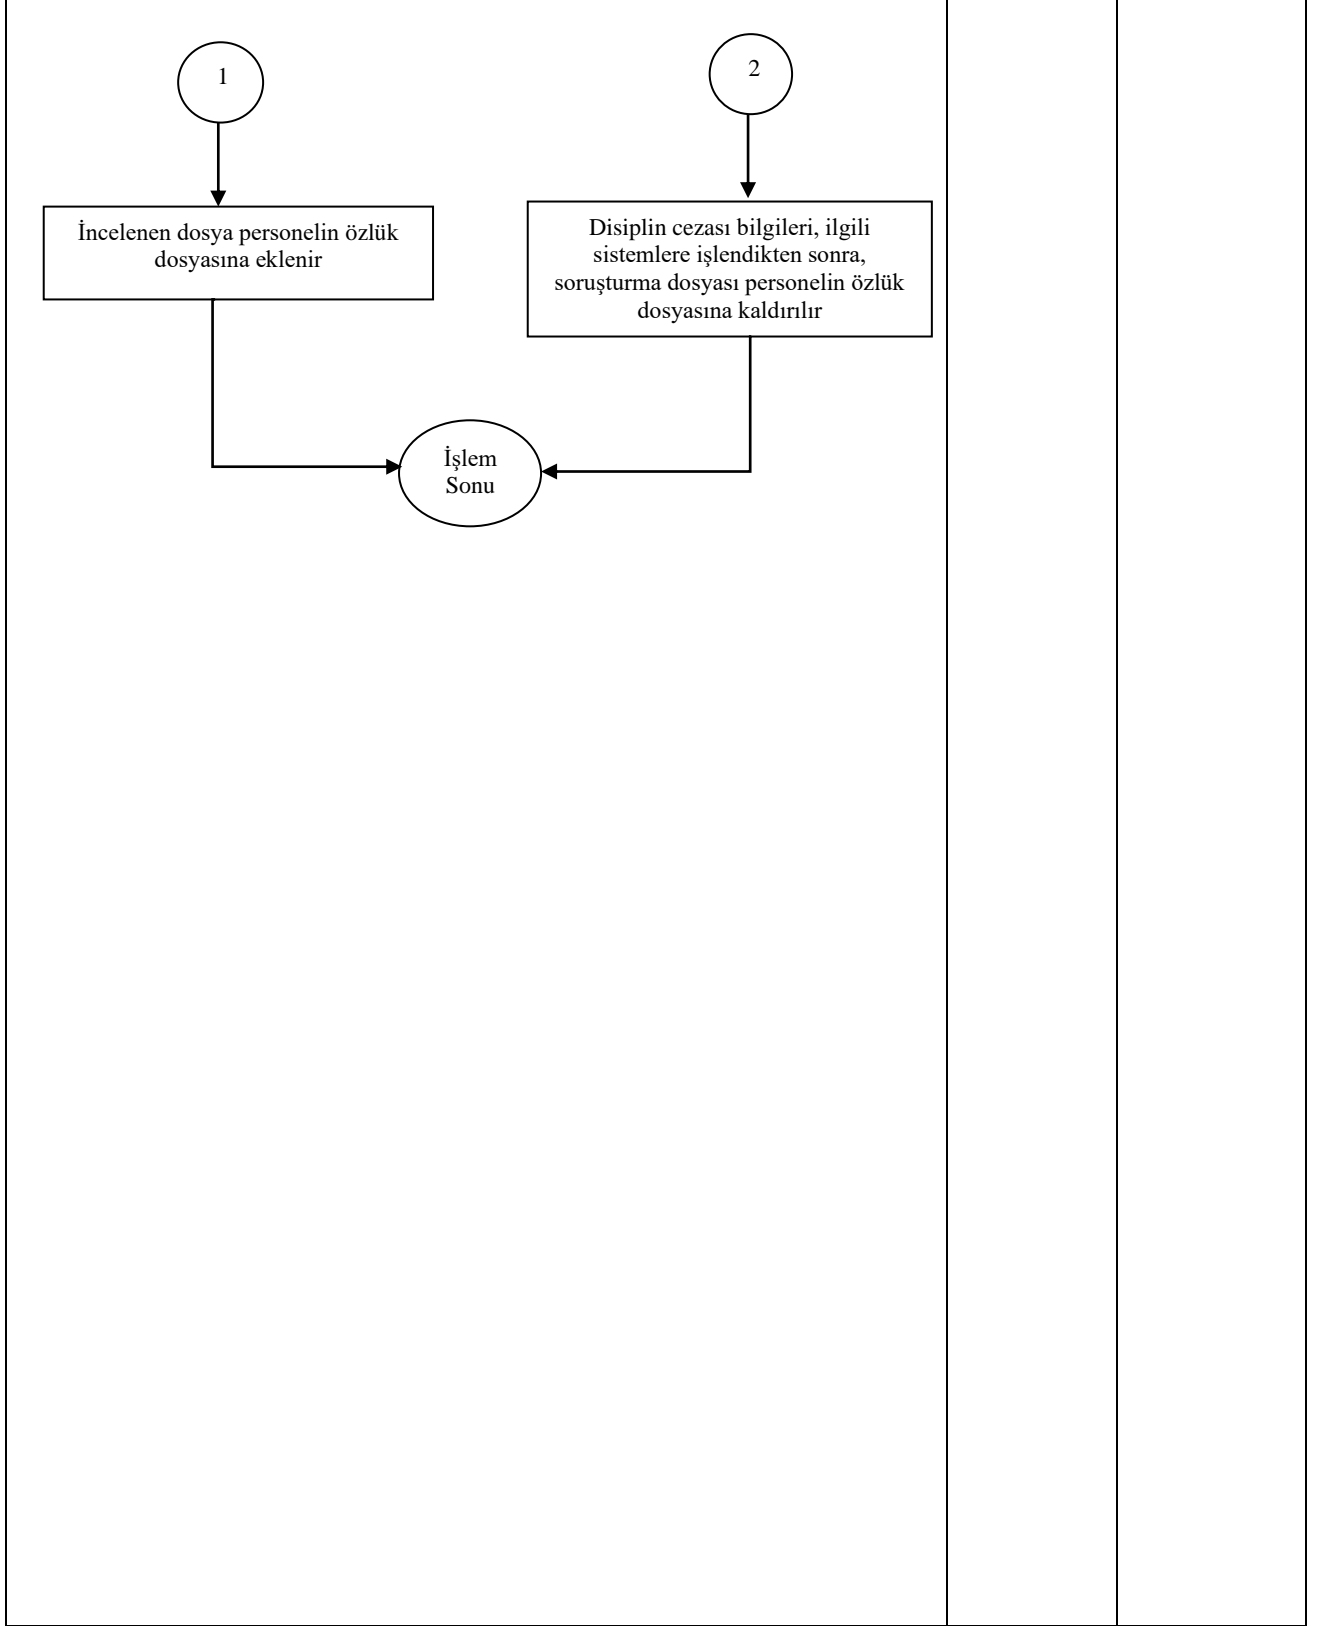 1
2
İncelenen dosya personelin özlük
dosyasına eklenir
Disiplin cezası bilgileri, ilgili
sistemlere işlendikten sonra,
soruşturma dosyası personelin özlük
dosyasına kaldırılır
İşlem
Sonu